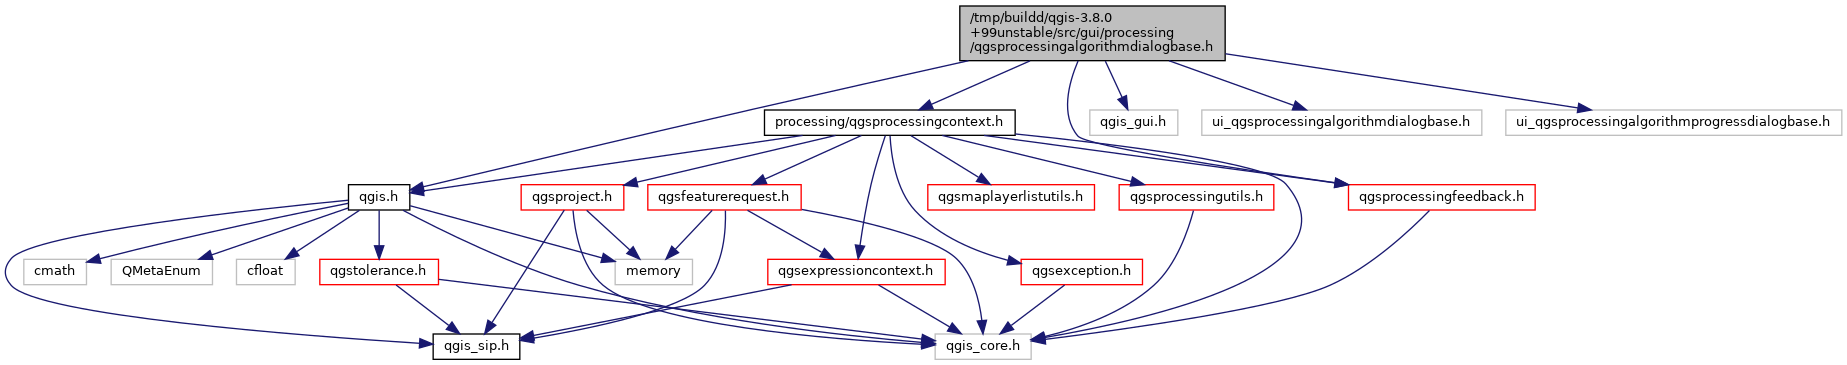 /tmp/buildd/qgis-3.8.0
+99unstable/src/gui/processing
/qgsprocessingalgorithmdialogbase.h
processing/qgsprocessingcontext.h
qgis_gui.h
ui_qgsprocessingalgorithmdialogbase.h
ui_qgsprocessingalgorithmprogressdialogbase.h
qgis.h
qgsproject.h
qgsfeaturerequest.h
qgsmaplayerlistutils.h
qgsprocessingutils.h
qgsprocessingfeedback.h
cmath
QMetaEnum
cfloat
qgstolerance.h
memory
qgsexpressioncontext.h
qgsexception.h
qgis_sip.h
qgis_core.h